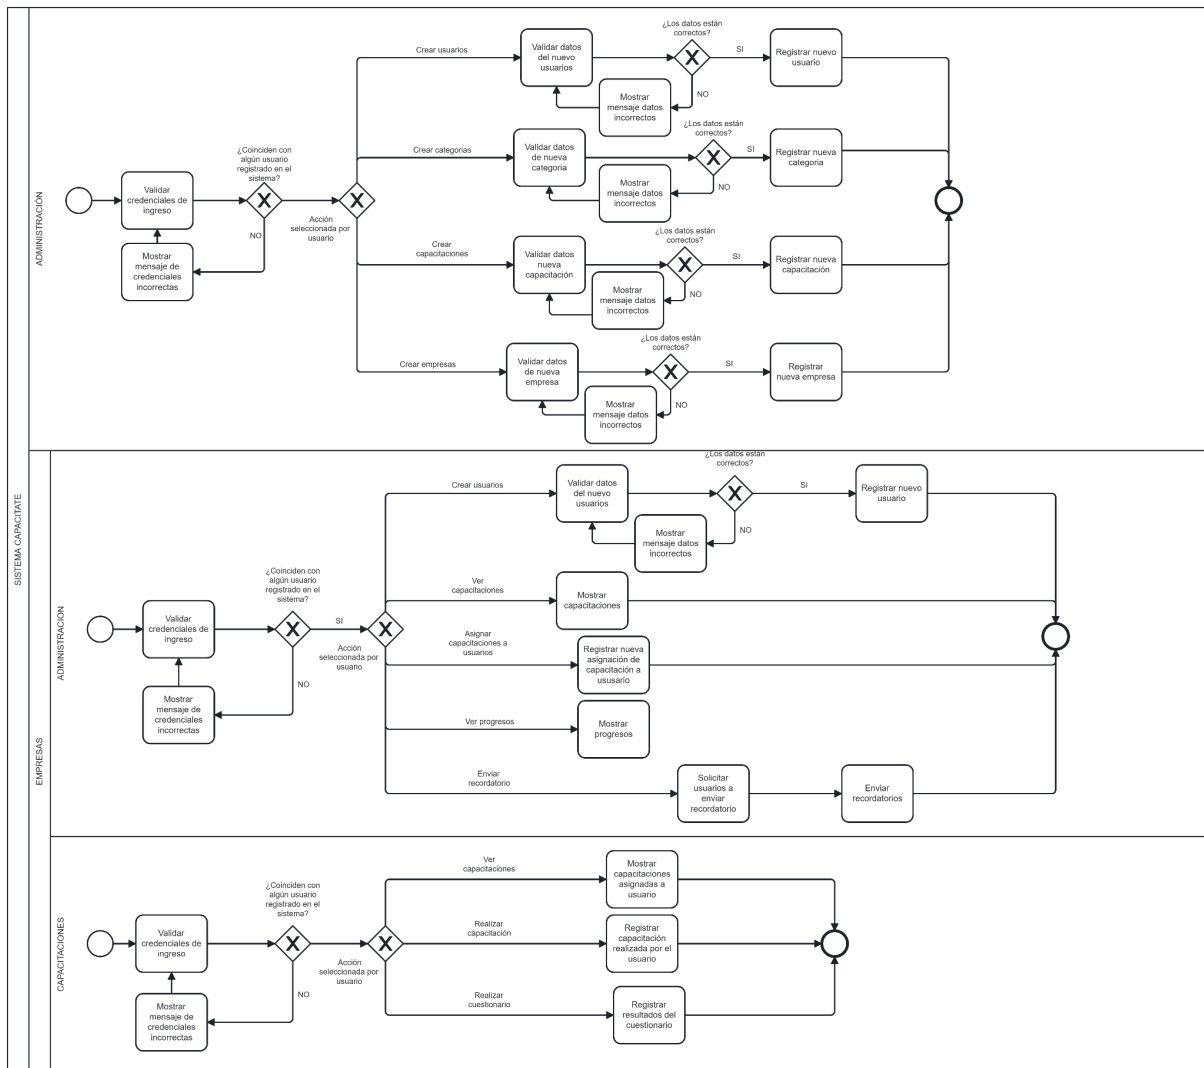 SISTEMA CAPACITATE
ADMINISTRACIÓN
Validar
credenciales de
ingreso
Mostrar
mensaje de
credenciales
incorrectas
¿Coinciden con
algún usuario
registrado en el
sistema?
NO
Acción
seleccionada por
usuario
Crear usuarios
Validar datos
del nuevo
usuarios
¿Los datos están
correctos?
SI
NO
Mostrar
mensaje datos
incorrectos
Registrar nuevo
usuario
Crear categorias
Validar datos
de nueva
categoria
¿Los datos están
correctos?
SI
NO
Mostrar
mensaje datos
incorrectos
Registrar nueva
categoria
Crear
capacitaciones
Validar datos
nueva
capacitación
¿Los datos están
correctos?
SI
NO
Mostrar
mensaje datos
incorrectos
Registrar nueva
capacitación
Crear empresas
Validar datos
de nueva
empresa
¿Los datos están
correctos?
SI
NO
Mostrar
mensaje datos
incorrectos
Registrar
nueva empresa
EMPRESAS
ADMINISTRACION
Validar
credenciales de
ingreso
Mostrar
mensaje de
credenciales
incorrectas
¿Coinciden con
algún usuario
registrado en el
sistema?
SI
NO
Acción
seleccionada por
usuario
Crear usuarios
Validar datos
del nuevo
usuarios
¿Los datos están
correctos?
SI
NO
Mostrar
mensaje datos
incorrectos
Registrar nuevo
usuario
Ver
capacitaciones
Mostrar
capacitaciones
Asignar
capacitaciones a
usuarios
Registrar nueva
asignación de
capacitación a
ususario
Ver progresos
Mostrar
progresos
Enviar
recordatorio
Solicitar
usuarios a
enviar
recordatorio
Enviar
recordatorios
CAPACITACIONES
Validar
credenciales de
ingreso
Mostrar
mensaje de
credenciales
incorrectas
¿Coinciden con
algún usuario
registrado en el
sistema?
NO
Acción
seleccionada por
usuario
Ver
capacitaciones
Mostrar
capacitaciones
asignadas a
usuario
Realizar
capacitación
Registrar
capacitación
realizada por el
usuario
Realizar
cuestionario
Registrar
resultados del
cuestionario